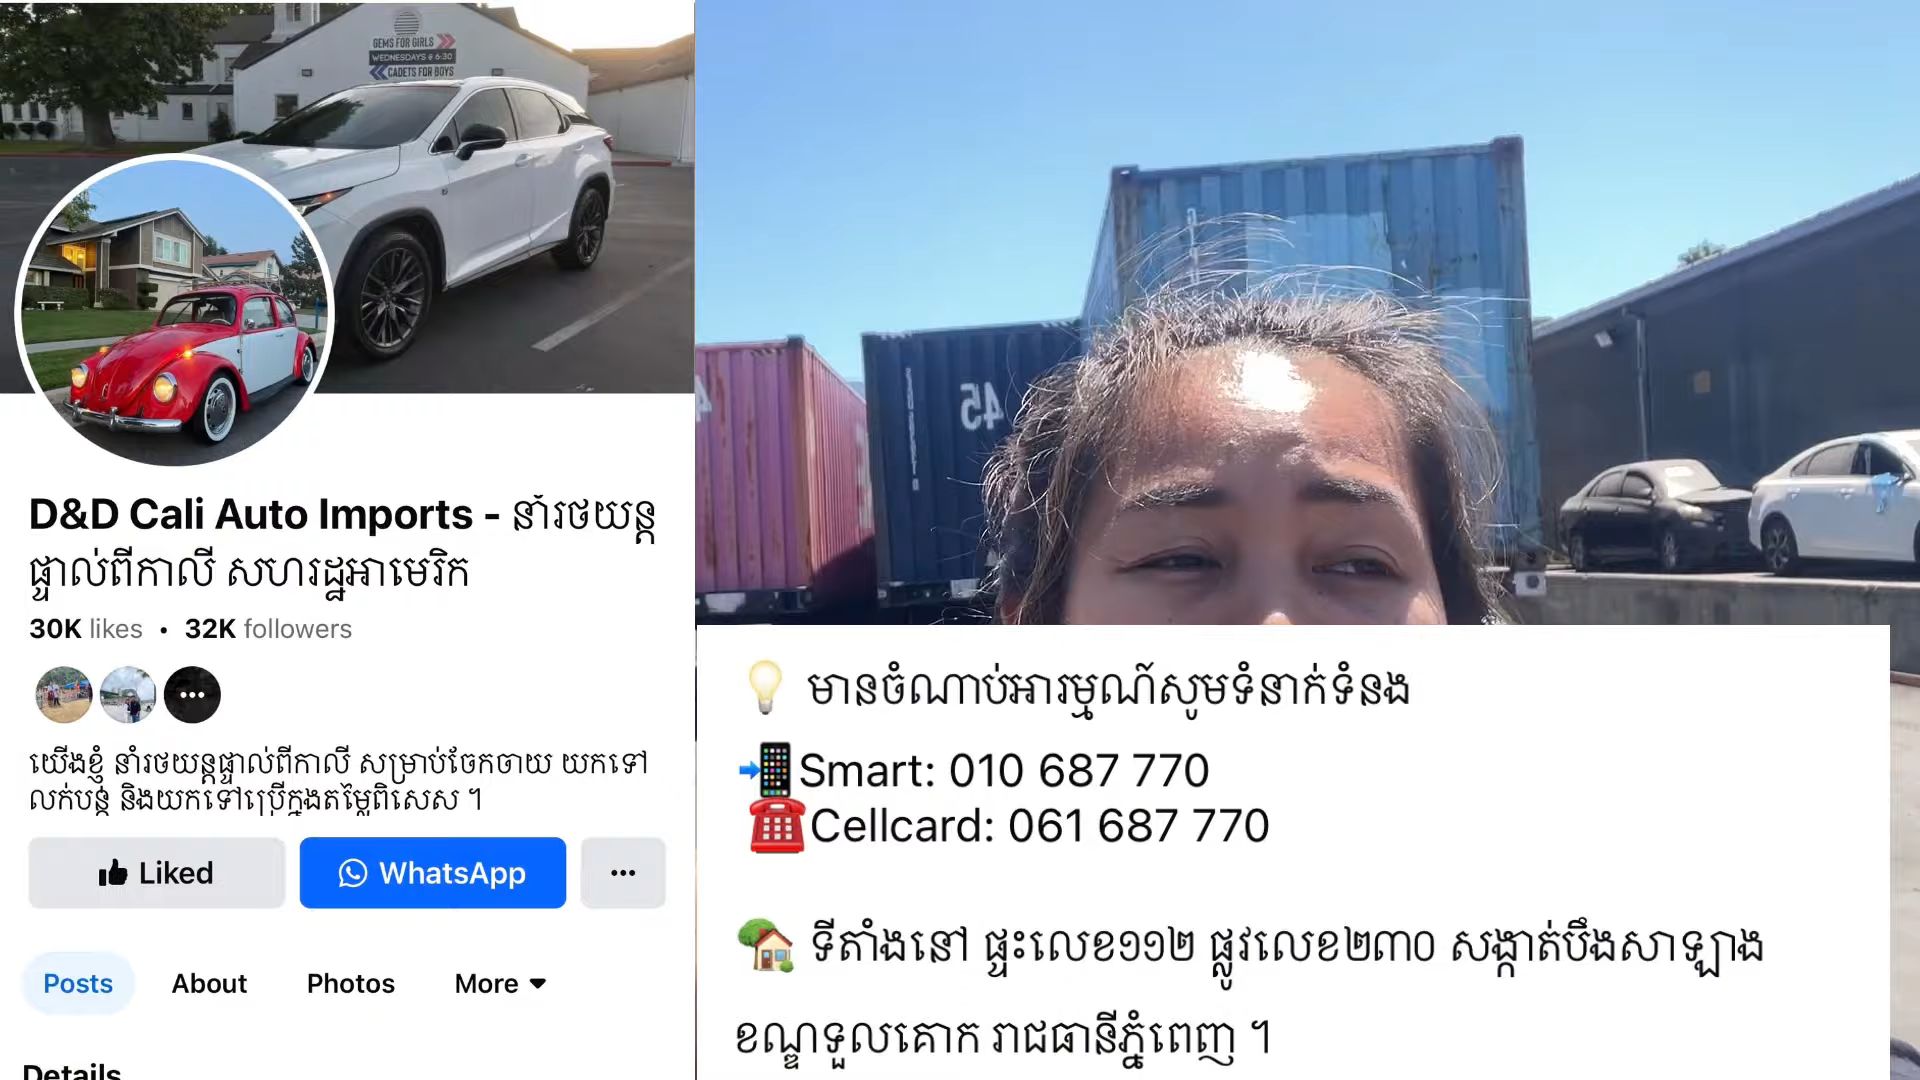 GEMS FOR GIRLS
WEDNESDAYS @ 6:30
CADETS FOR BOYS
D&D Cali Auto Imports - នាំរថយន្ត
ផ្ទាល់ពីកាលី សហរដ្ឋអាមេរិក
30K likes • 32K followers
យើងខ្ញុំ នាំរថយន្តផ្ទាល់ពីកាលី សម្រាប់ចែកចាយ យកទៅ
លក់បន្ត និងយកទៅប្រើក្នុងតម្លៃពិសេស ។
Liked
WhatsApp
Posts
About
Photos
More
Details
45
💡 មានចំណាប់អារម្មណ៍សូមទំនាក់ទំនង
📲Smart: 010 687 770
☎️Cellcard: 061 687 770
🏡 ទីតាំងនៅ ផ្ទះលេខ១១២ ផ្លូវលេខ២៣០ សង្កាត់បឹងសាឡាង
ខណ្ឌទួលគោក រាជធានីភ្នំពេញ ។